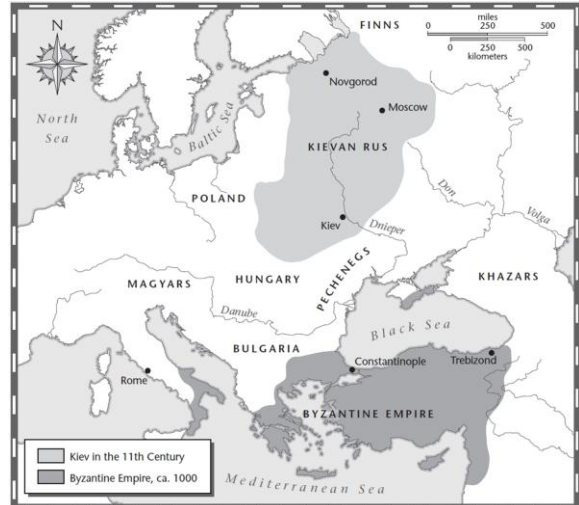 FINNS
miles
0 250 500
0 250 500
kilometers
N
Novgorod
Moscow
North
Sea
Baltic Sea
KIEVAN RUS
POLAND
Don
Volga
Kiev
Dnieper
PECHENEGS
HUNGARY
MAGYARS
KHAZARS
Danube
Black Sea
BULGARIA
Constantinople
Trebizond
Rome
BYZANTINE EMPIRE
Kiev in the 11th Century
Byzantine Empire, ca. 1000
Mediterranean Sea